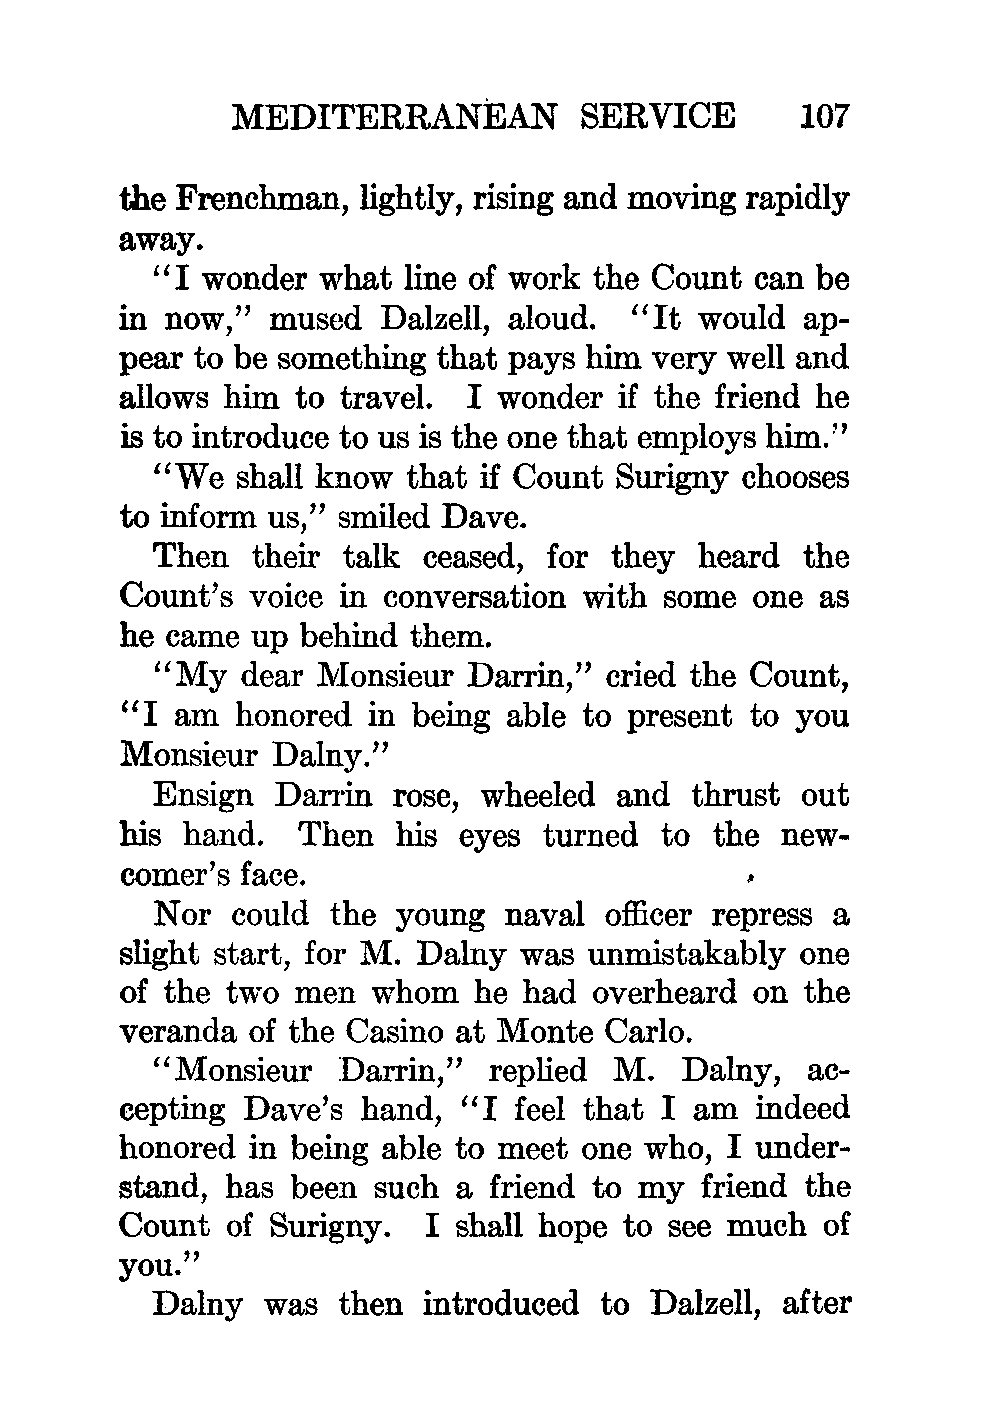 MEDITERRANEAN SERVICE 107
the Frenchman, lightly, rising and moving rapidly
away.
"I wonder what line of work the Count can be
in now," mused Dalzell, aloud. "It would ap-
pear to be something that pays him very well and
allows him to travel. I wonder if the friend he
is to introduce to us is the one that employs him."
"We shall know that if Count Surigny chooses
to inform us," smiled Dave.
Then their talk ceased, for they heard the
Count's voice in conversation with some one as
he came up behind them.
"My dear Monsieur Darrin," cried the Count,
"I am honored in being able to present to you
Monsieur Dalny."
Ensign Darrin rose, wheeled and thrust out
his hand. Then his eyes turned to the new-
comer's face.
Nor could the young naval officer repress a
slight start, for M. Dalny was unmistakably one
of the two men whom he had overheard on the
veranda of the Casino at Monte Carlo.
"Monsieur Darrin," replied M. Dalny, ac-
cepting Dave's hand, "I feel that I am indeed
honored in being able to meet one who, I under-
stand, has been such a friend to my friend the
Count of Surigny. I shall hope to see much of
you."
Dalny was then introduced to Dalzell, after